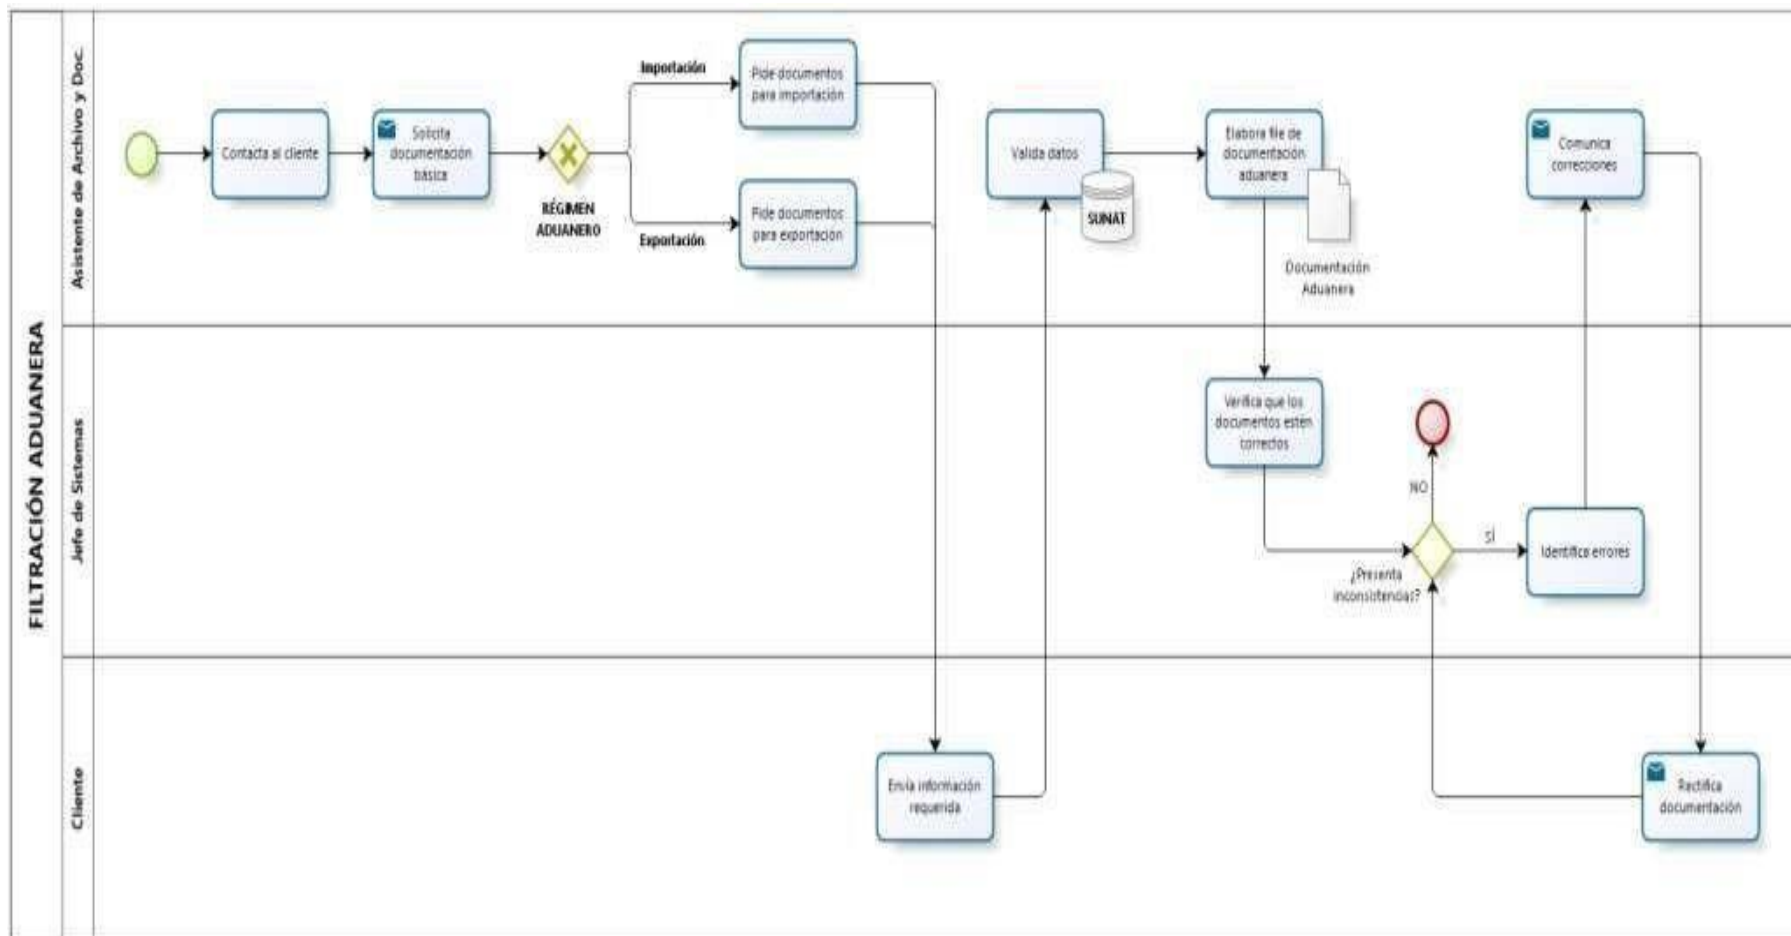 FILTRACIÓN ADUANERA
Asistente de Archivo y Doc.
Contacta al cliente
Solicita
documentación
básica
RÉGIMEN
ADUANERO
Importación
Exportación
Pide documentos
para importación
Pide documentos
para exportación
Valida datos
SUNAT
Elabora file de
documentación
aduanera
Documentación
Aduanera
Comunica
correcciones
Jefe de Sistemas
Verifica que los
documentos estén
correctos
NO
¿Presenta
inconsistencias?
SÍ
Identifica errores
Cliente
Envía información
requerida
Rectifica
documentación